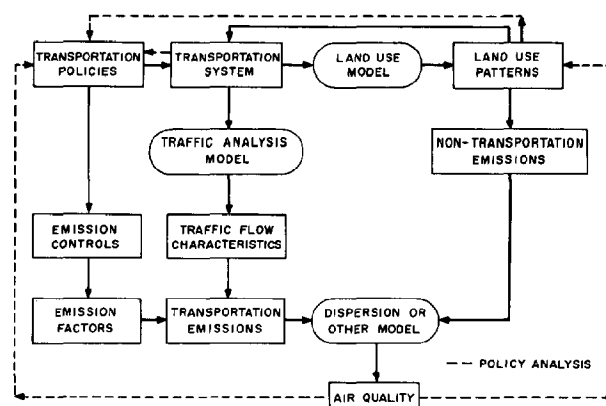 TRANSPORTATION
POLICIES
TRANSPORTATION
SYSTEM
LAND USE
MODEL
LAND USE
PATTERNS
TRAFFIC ANALYSIS
MODEL
NON-TRANSPORTATION
EMISSIONS
EMISSION
CONTROLS
TRAFFIC FLOW
CHARACTERISTICS
EMISSION
FACTORS
TRANSPORTATION
EMISSIONS
DISPERSION OR
OTHER MODEL
POLICY ANALYSIS
AIR QUALITY